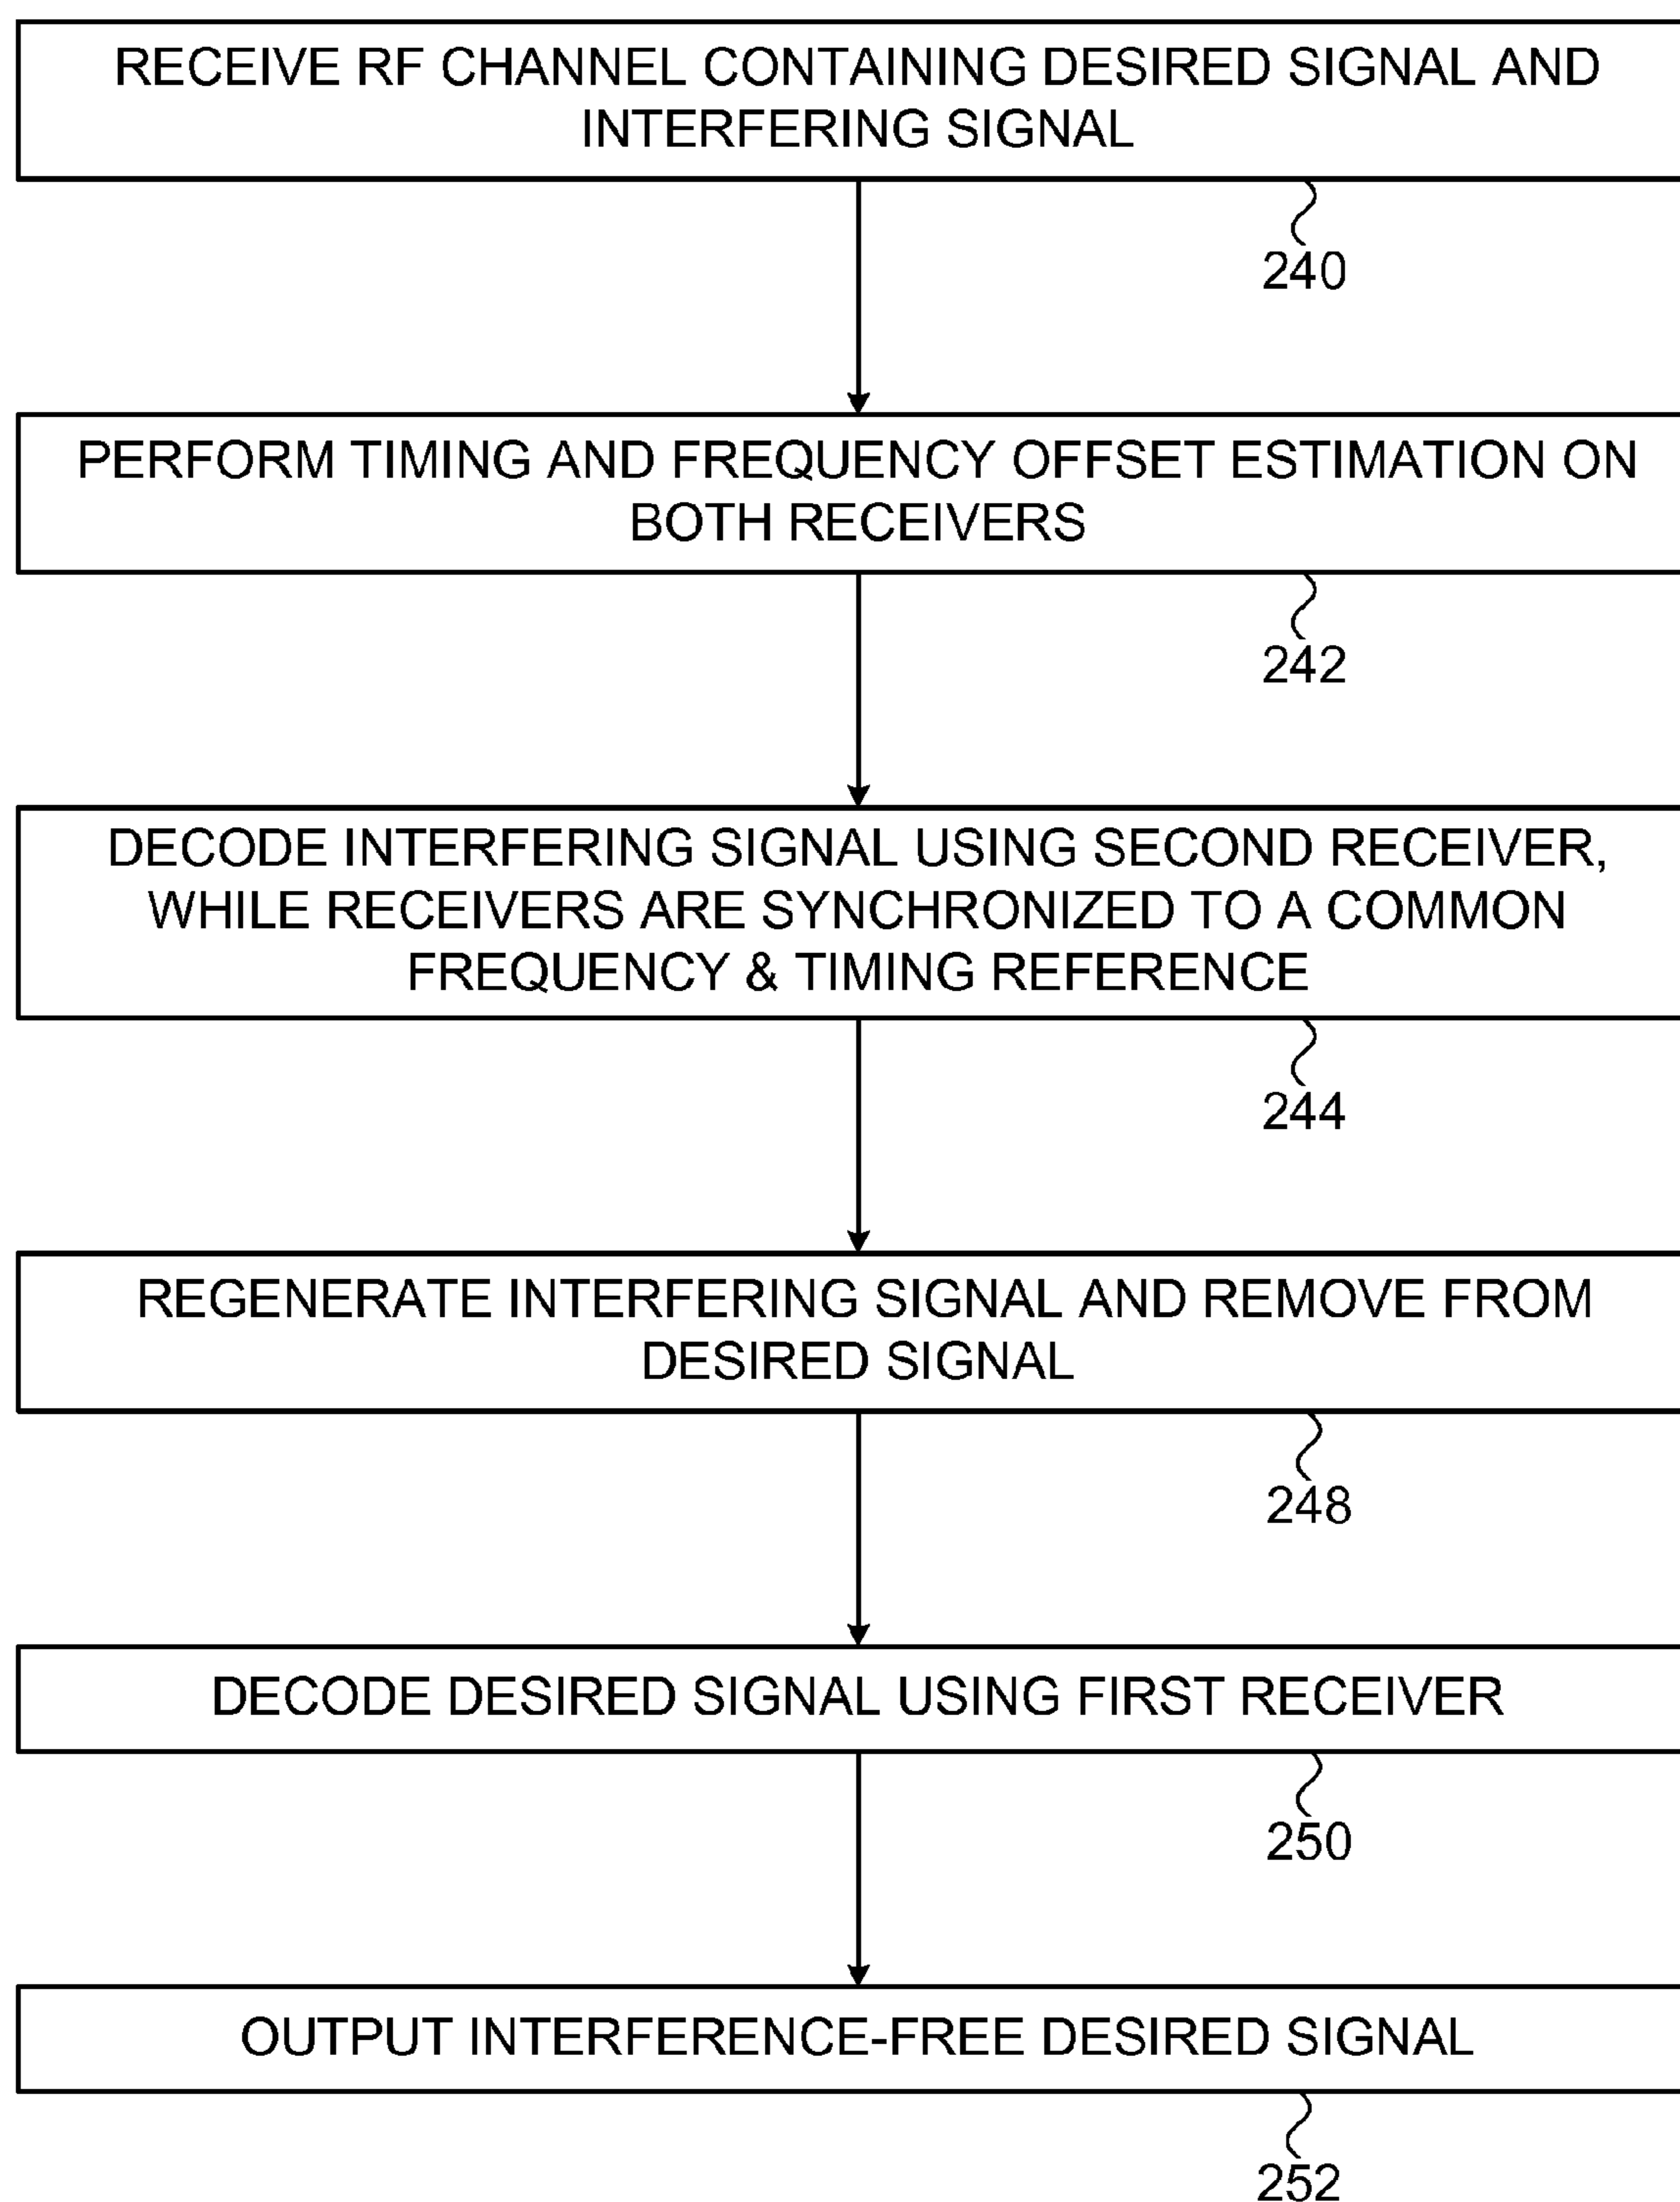 RECEIVE RF CHANNEL CONTAINING DESIRED SIGNAL AND
INTERFERING SIGNAL
240
PERFORM TIMING AND FREQUENCY OFFSET ESTIMATION ON
BOTH RECEIVERS
242
DECODE INTERFERING SIGNAL USING SECOND RECEIVER,
WHILE RECEIVERS ARE SYNCHRONIZED TO A COMMON
FREQUENCY & TIMING REFERENCE
244
REGENERATE INTERFERING SIGNAL AND REMOVE FROM
DESIRED SIGNAL
248
DECODE DESIRED SIGNAL USING FIRST RECEIVER
250
OUTPUT INTERFERENCE-FREE DESIRED SIGNAL
252